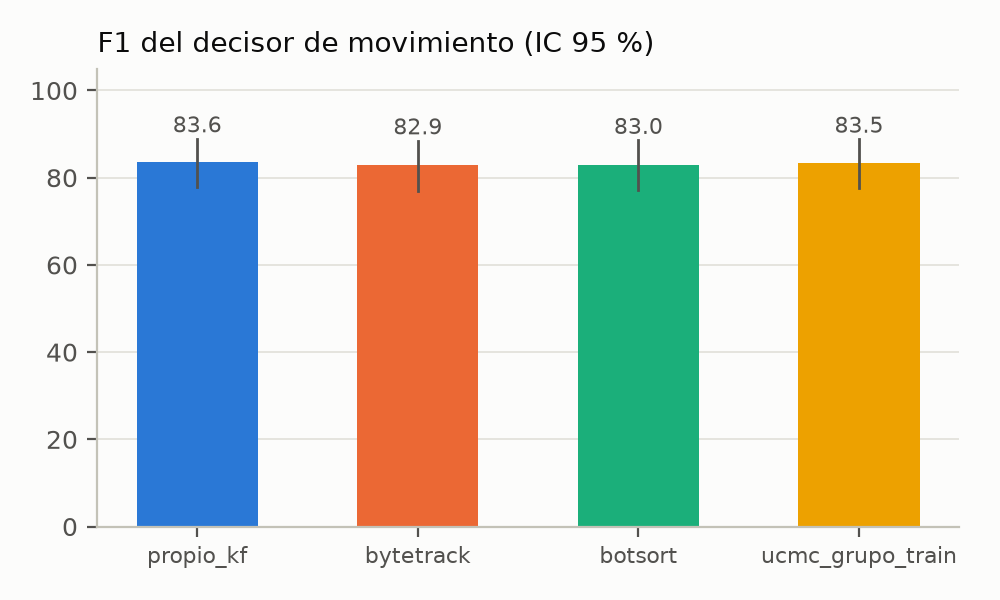 F1 del decisor de movimiento (IC 95 %)
100
80
60
40
20
0
83.6
82.9
83.0
83.5
propio_kf
bytetrack
botsort
ucmc_grupo_train